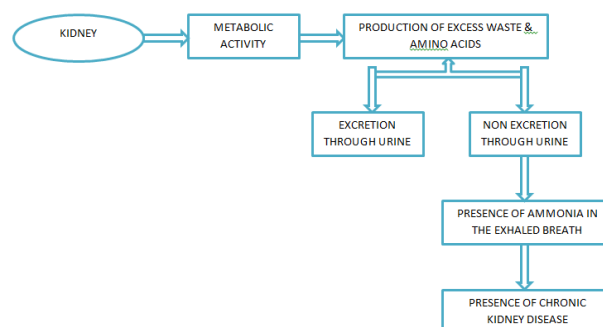 KIDNEY
METABOLIC
ACTIVITY
PRODUCTION OF EXCESS WASTE &
AMINO ACIDS
EXCRETION
THROUGH URINE
NON EXCRETION
THROUGH URINE
PRESENCE OF AMMONIA IN
THE EXHALED BREATH
PRESENCE OF CHRONIC
KIDNEY DISEASE